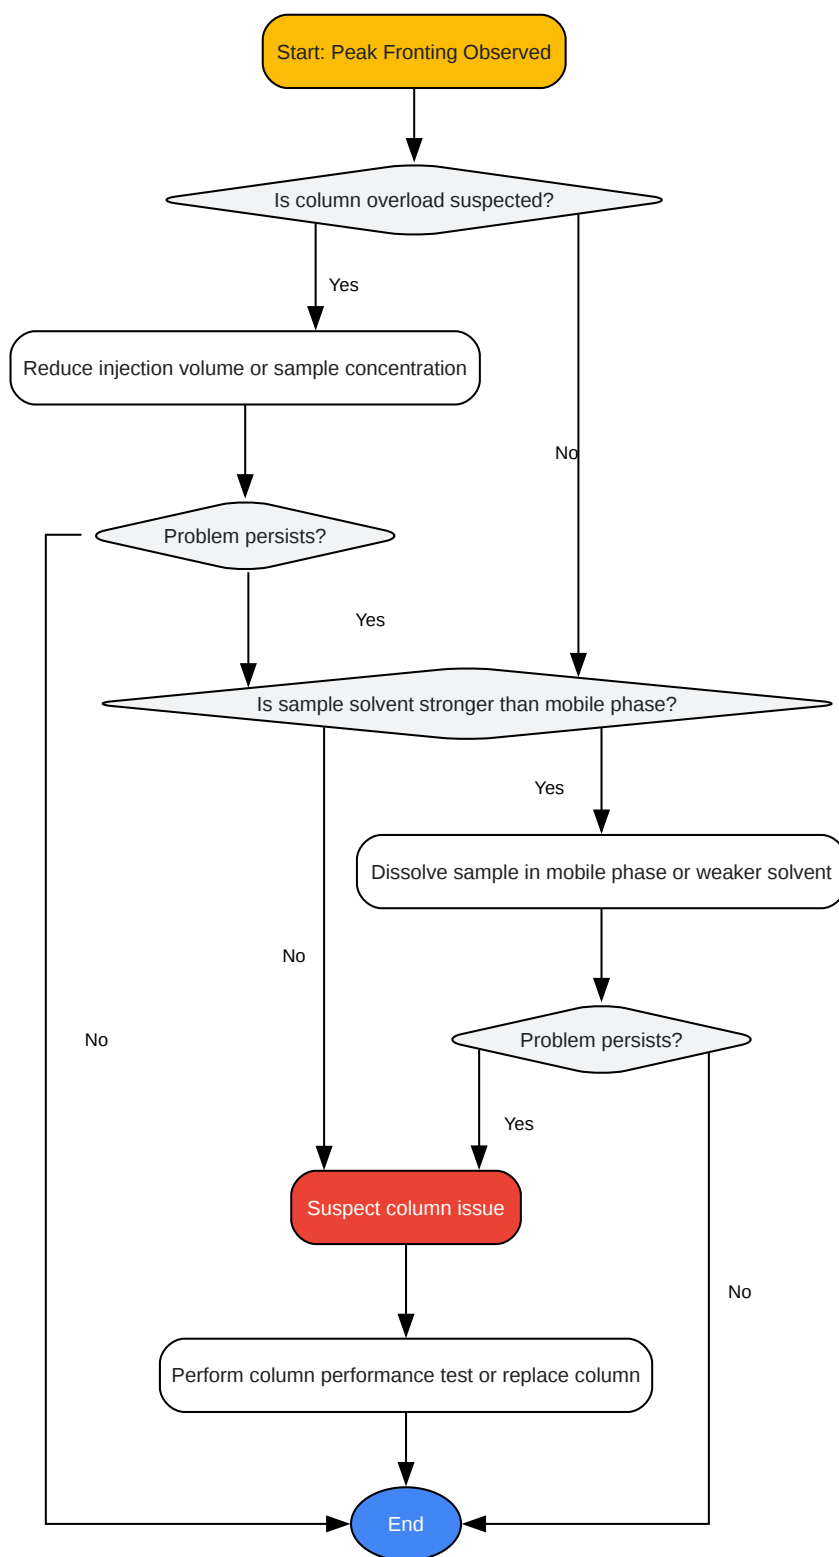 Start: Peak Fronting Observed
Is column overload suspected?
Yes
Reduce injection volume or sample concentration
No
Problem persists?
Yes
Is sample solvent stronger than mobile phase?
Yes
Dissolve sample in mobile phase or weaker solvent
No
No
Problem persists?
Yes
Suspect column issue
No
Perform column performance test or replace column
End